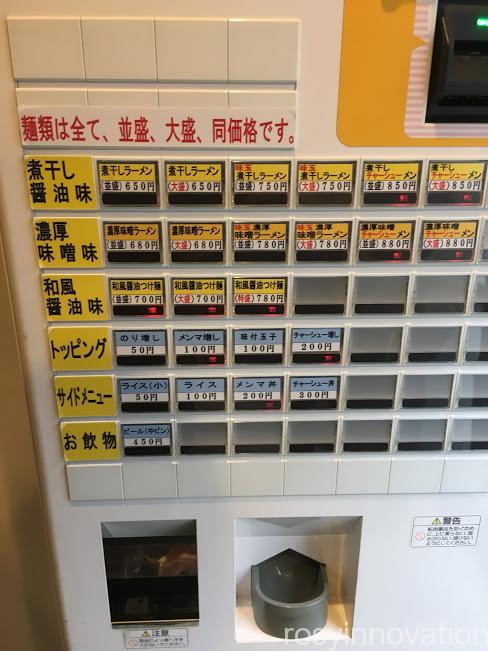 麺類は全て、並盛、大盛、同価格です。
煮干し
醤油味
煮干しラーメン
(並盛)650円
煮干しラーメン
(大盛)650円
味玉
煮干しラーメン
(並盛)750円
味玉
煮干しラーメン
(大盛)750円
煮干し
チャーシューメン
(並盛)850円
煮干し
チャーシューメン
(大盛)850円
濃厚
味噌味
濃厚味噌ラーメン
(並盛)680円
濃厚味噌ラーメン
(大盛)680円
味玉濃厚
味噌ラーメン
(並盛)780円
味玉濃厚
味噌ラーメン
(大盛)780円
濃厚味噌
チャーシューメン
(並盛)880円
濃厚味噌
チャーシューメン
(大盛)880円
和風
醤油味
和風醤油つけ麺
(並盛)700円
和風醤油つけ麺
(大盛)700円
和風醤油つけ麺
(特盛)780円
トッピング
のり増し
50円
メンマ増し
100円
味付玉子
100円
チャーシュー増し
200円
サイドメニュー
ライス(小)
50円
ライス
100円
メンマ丼
200円
チャーシュー丼
300円
お飲物
ビール(中ビン)
450円
警告
注意
rosyinnovation